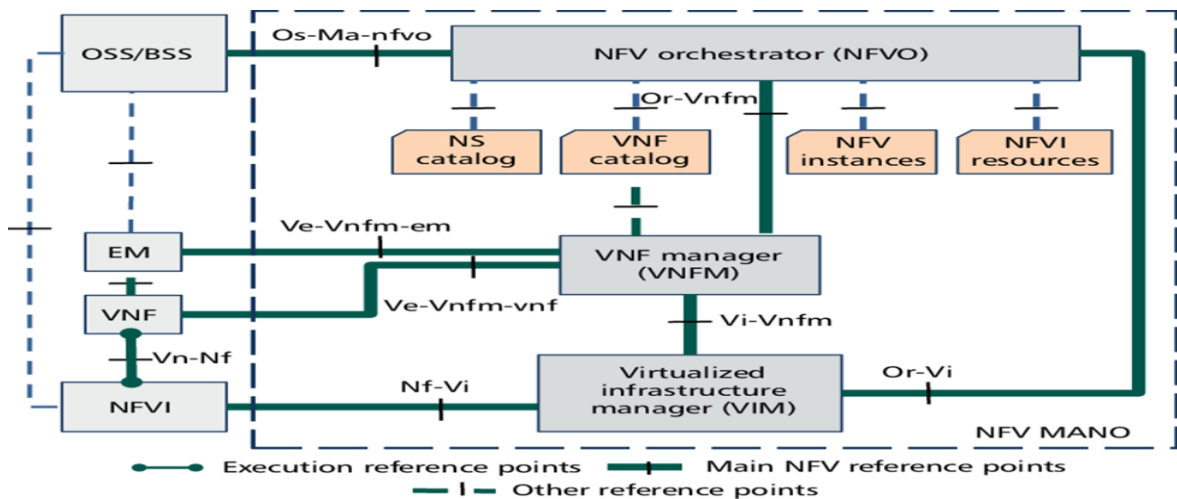 OSS/BSS
Os-Ma-nfvo
NFV orchestrator (NFVO)
Or-Vnfm
NS
catalog
VNF
catalog
NFV
instances
NFVI
resources
EM
Ve-Vnfm-em
VNF manager
(VNFM)
VNF
Ve-Vnfm-vnf
Vi-Vnfm
Vn-Nf
NFVI
Nf-Vi
Virtualized
infrastructure
manager (VIM)
Or-Vi
NFV MANO
Execution reference points
Main NFV reference points
Other reference points